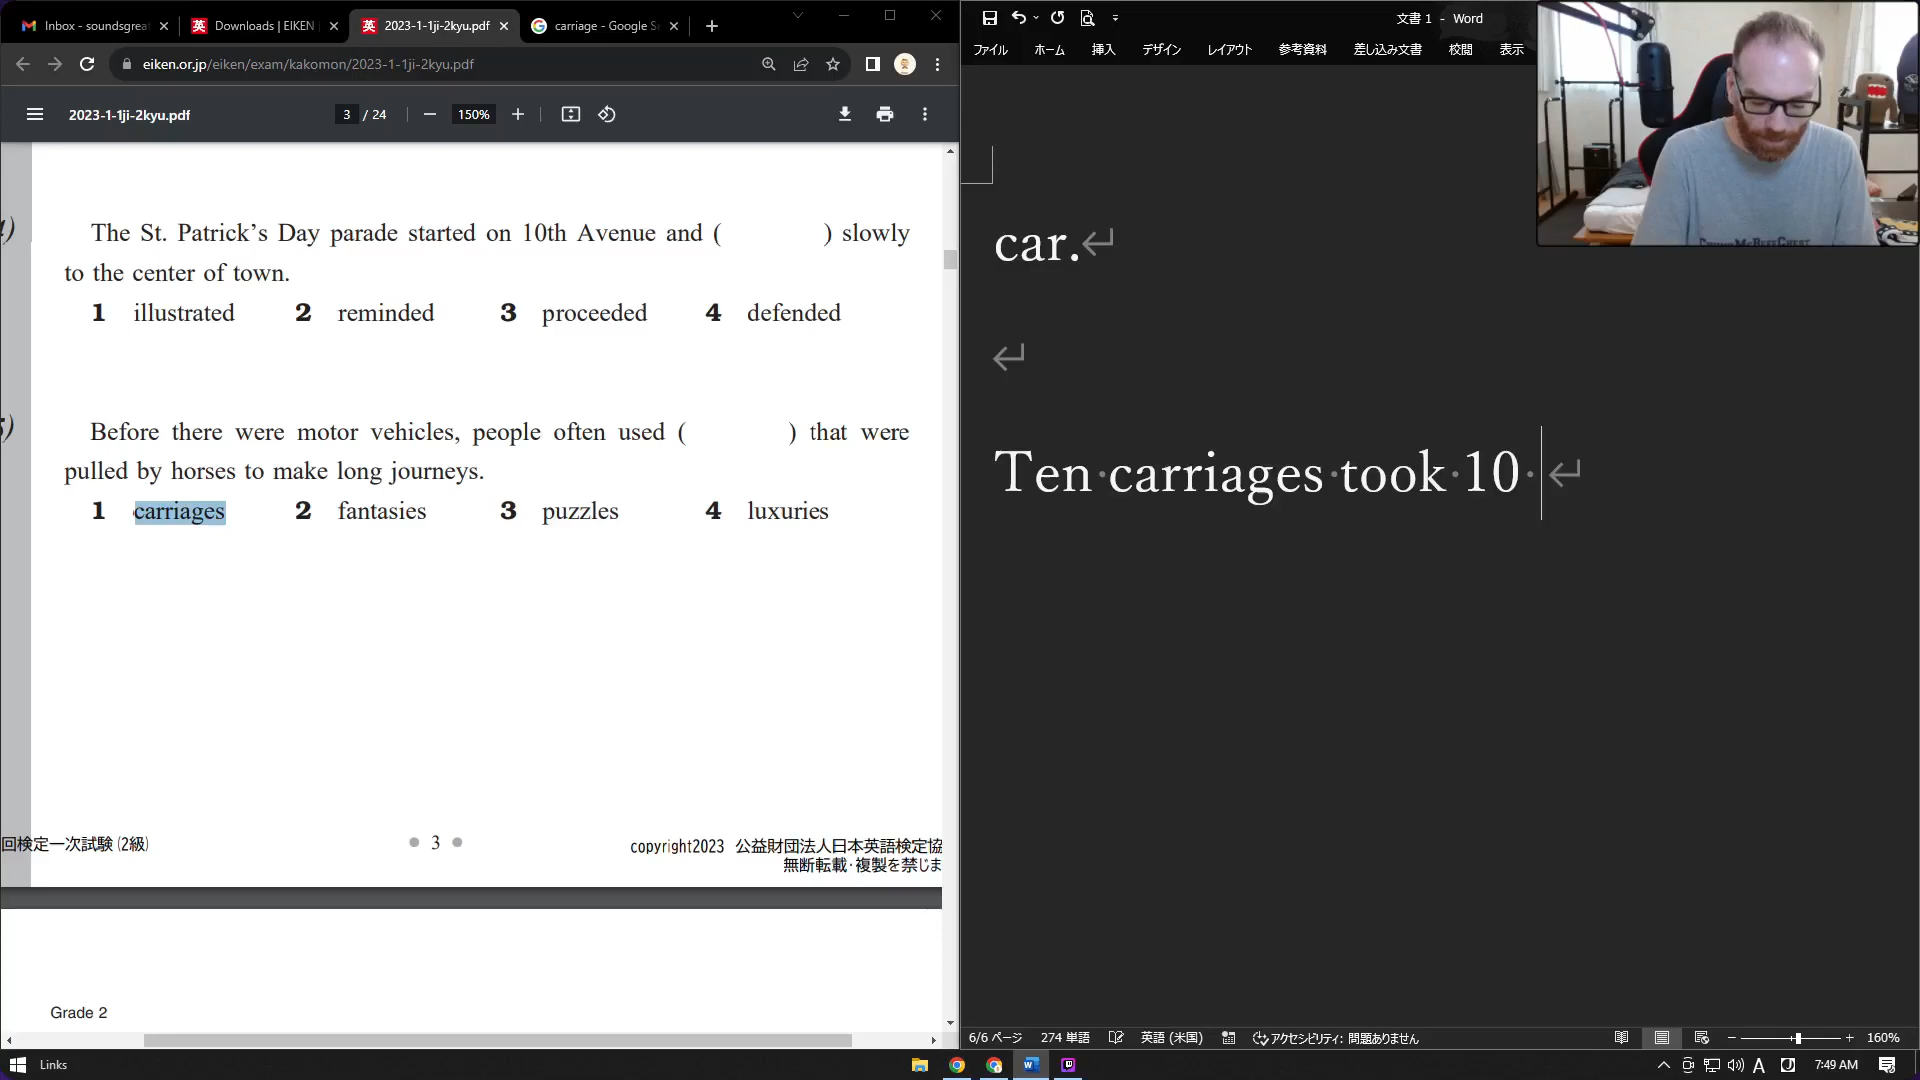 Inbox - soundsgreat
Downloads | EIKEN
2023-1-1ji-2kyu.pdf
carriage - Google S
eiken.or.jp/eiken/exam/kakomon/2023-1-1ji-2kyu.pdf
2023-1-1ji-2kyu.pdf
3 / 24
150%
The St. Patrick's Day parade started on 10th Avenue and ( ) slowly
to the center of town.
1 illustrated 2 reminded 3 proceeded 4 defended
5) Before there were motor vehicles, people often used ( ) that were
pulled by horses to make long journeys.
1 carriages 2 fantasies 3 puzzles 4 luxuries
回検定一次試験 (2級)
3
copyright2023 公益財団法人日本英語検定協
無断転載・複製を禁じま
Grade 2
文書 1 - Word
ファイル ホーム 挿入 デザイン レイアウト 参考資料 差し込み文書 校閲 表示
car.
Ten carriages took 10
6/6 ページ 274 単語 英語 (米国) アクセシビリティ: 問題ありません 160%
Links
A
7:49 AM